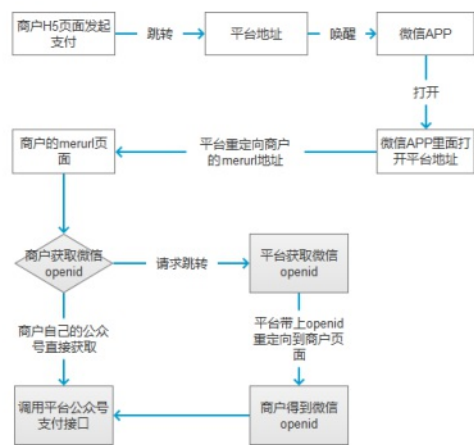 商户H5页面发起
支付
跳转
平台地址
唤醒
微信APP
打开
商户的merurl页
面
平台重定向商户
的merurl地址
微信APP里面打
开平台地址
商户获取微信
openid
请求跳转
平台获取微信
openid
商户自己的公众
号直接获取
平台带上openid
重定向到商户页
面
调用平台公众号
支付接口
商户得到微信
openid